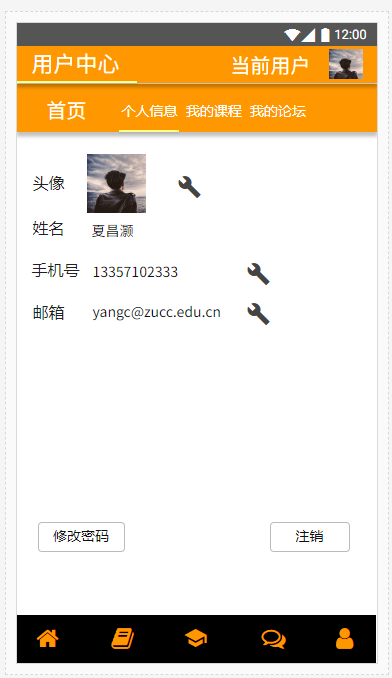 12:00
用户中心 当前用户
首页 个人信息 我的课程 我的论坛
头像
姓名 夏昌灏
手机号 13357102333
邮箱 yangc@zucc.edu.cn
修改密码 注销